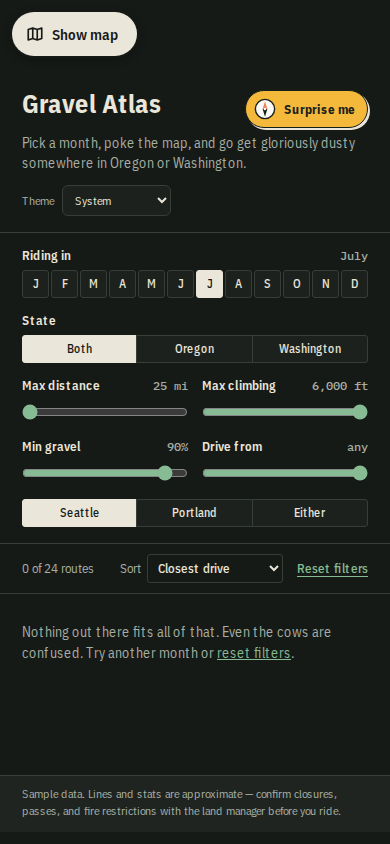 Show map
Gravel Atlas
Surprise me
Pick a month, poke the map, and go get gloriously dusty
somewhere in Oregon or Washington.
Theme System
Riding in July
J F M A M J J A S O N D
State
Both Oregon Washington
Max distance 25 mi Max climbing 6,000 ft
Min gravel 90% Drive from any
Seattle Portland Either
0 of 24 routes Sort Closest drive Reset filters
Nothing out there fits all of that. Even the cows are
confused. Try another month or reset filters.
Sample data. Lines and stats are approximate — confirm closures,
passes, and fire restrictions with the land manager before you ride.